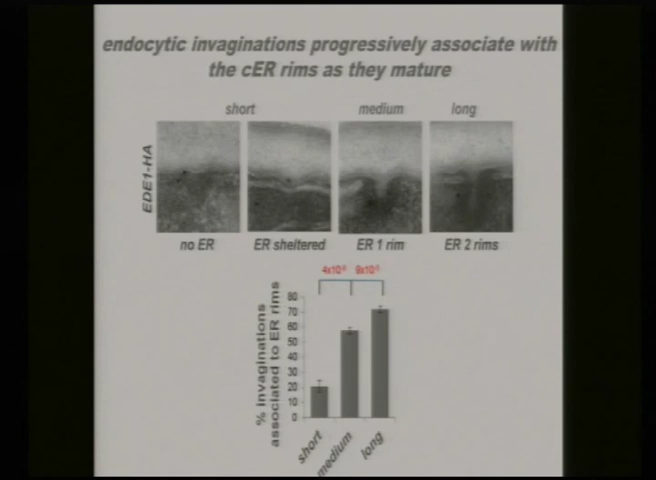 endocytic invaginations progressively associate with
the cER rims as they mature
short medium long
EDE1-HA
no ER ER sheltered ER 1 rim ER 2 rims
% invaginations
associated to ER rims
80
70
60
50
40
30
20
10
0
short medium long